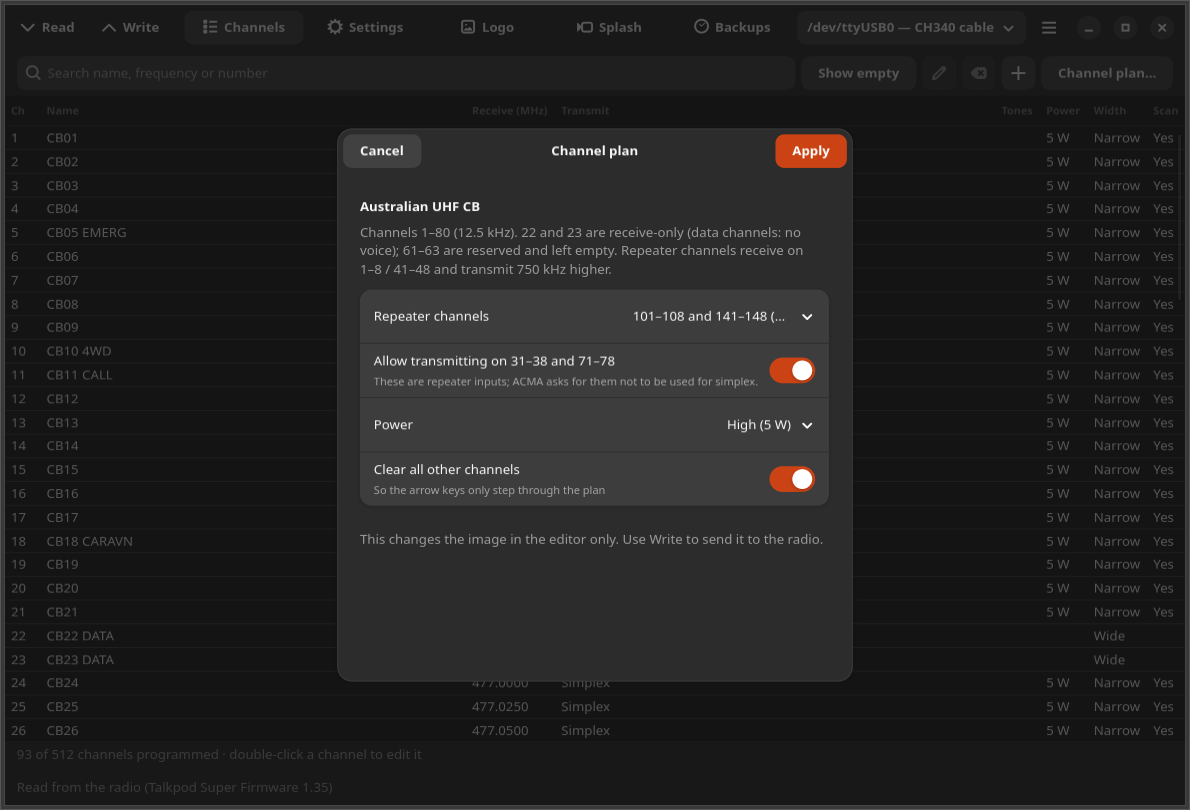 Read Write Channels Settings Logo Splash Backups /dev/ttyUSB0 — CH340 cable
Search name, frequency or number Show empty Channel plan...
Ch Name Receive (MHz) Transmit Tones Power Width Scan
1 CB01 5 W Narrow Yes
2 CB02 5 W Narrow Yes
3 CB03 5 W Narrow Yes
4 CB04 5 W Narrow Yes
5 CB05 EMERG 5 W Narrow Yes
6 CB06 5 W Narrow Yes
7 CB07 5 W Narrow Yes
8 CB08 5 W Narrow Yes
9 CB09 5 W Narrow Yes
10 CB10 4WD 5 W Narrow Yes
11 CB11 CALL 5 W Narrow Yes
12 CB12 5 W Narrow Yes
13 CB13 5 W Narrow Yes
14 CB14 5 W Narrow Yes
15 CB15 5 W Narrow Yes
16 CB16 5 W Narrow Yes
17 CB17 5 W Narrow Yes
18 CB18 CARAVN 5 W Narrow Yes
19 CB19 5 W Narrow Yes
20 CB20 5 W Narrow Yes
21 CB21 5 W Narrow Yes
22 CB22 DATA Wide
23 CB23 DATA Wide
24 CB24 477.0000 Simplex 5 W Narrow Yes
25 CB25 477.0250 Simplex 5 W Narrow Yes
26 CB26 477.0500 Simplex 5 W Narrow Yes
93 of 512 channels programmed · double-click a channel to edit it
Read from the radio (Talkpod Super Firmware 1.35)
Cancel Channel plan Apply
Australian UHF CB
Channels 1–80 (12.5 kHz). 22 and 23 are receive-only (data channels: no
voice); 61–63 are reserved and left empty. Repeater channels receive on
1–8 / 41–48 and transmit 750 kHz higher.
Repeater channels 101–108 and 141–148 (...
Allow transmitting on 31–38 and 71–78
These are repeater inputs; ACMA asks for them not to be used for simplex.
Power High (5 W)
Clear all other channels
So the arrow keys only step through the plan
This changes the image in the editor only. Use Write to send it to the radio.